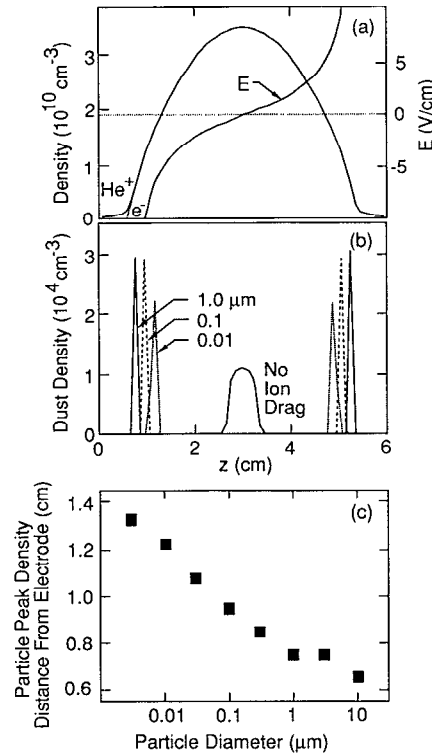 (a)
3
2
1
0
Density (10^10 cm-3)
5
0
-5
E (V/cm)
E
He+
e-
(b)
3
2
1
0
Dust Density (10^4 cm-3)
1.0 μm
0.1
0.01
No
Ion
Drag
0 2 4 6
z (cm)
(c)
1.4
1.2
1.0
0.8
0.6
Particle Peak Density
Distance From Electrode (cm)
0.01 0.1 1 10
Particle Diameter (μm)